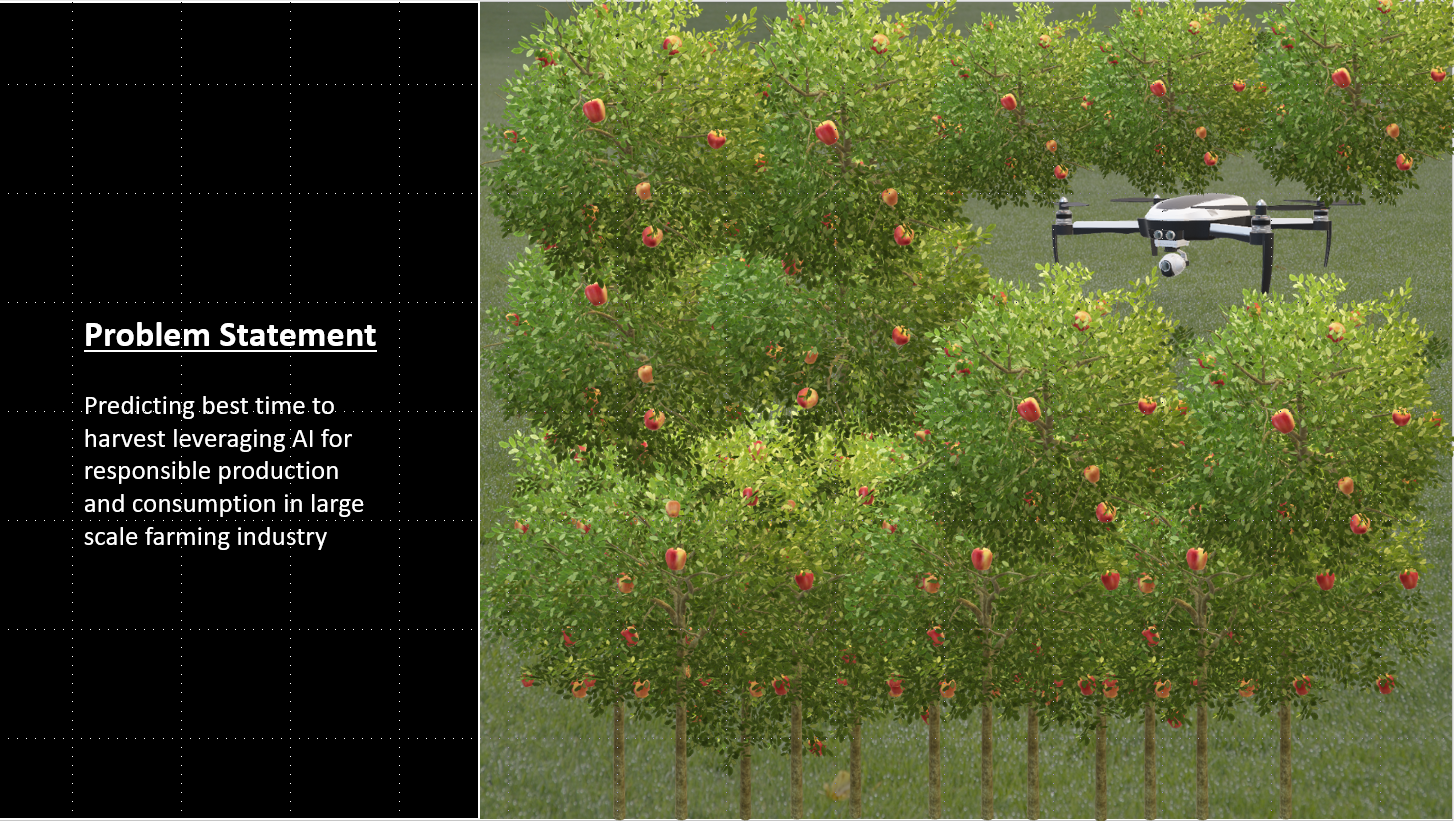 Problem Statement
Predicting best time to
harvest leveraging AI for
responsible production
and consumption in large
scale farming industry